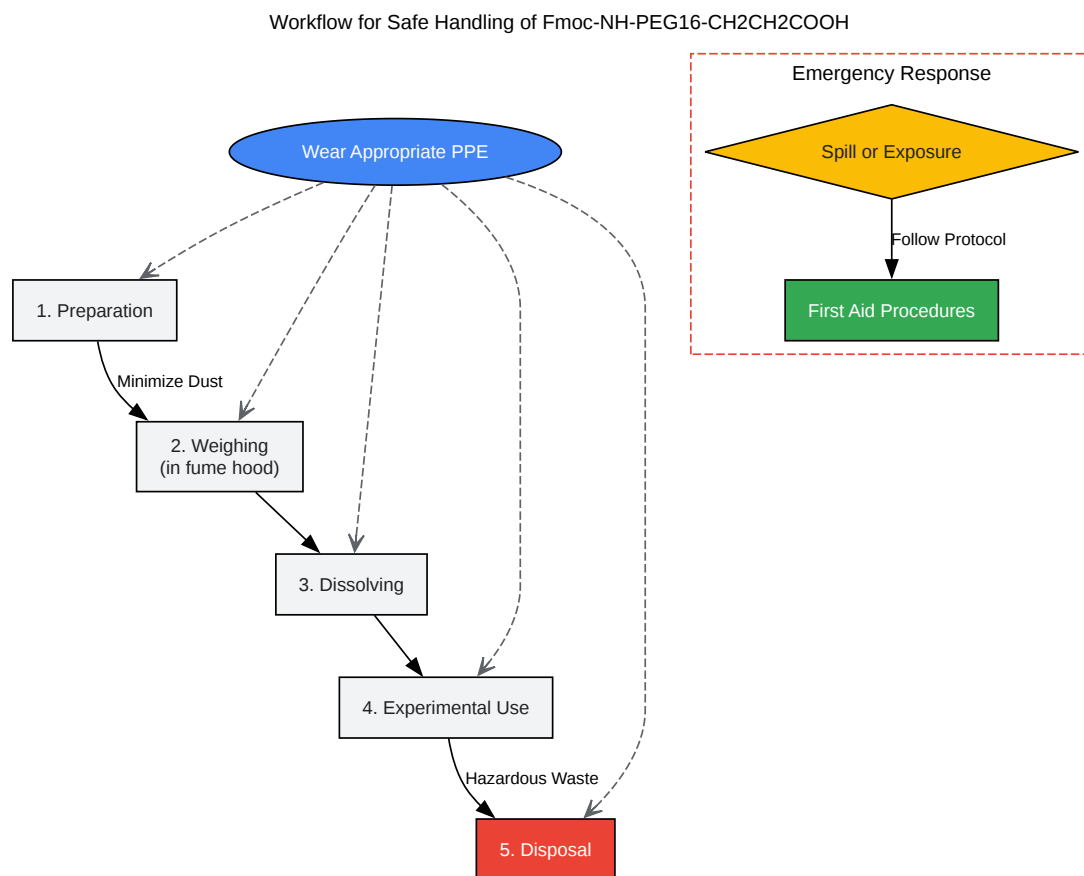 Workflow for Safe Handling of Fmoc-NH-PEG16-CH2CH2COOH
Emergency Response
Wear Appropriate PPE
Spill or Exposure
Follow Protocol
1. Preparation
First Aid Procedures
Minimize Dust
2. Weighing
(in fume hood)
3. Dissolving
4. Experimental Use
Hazardous Waste
5. Disposal